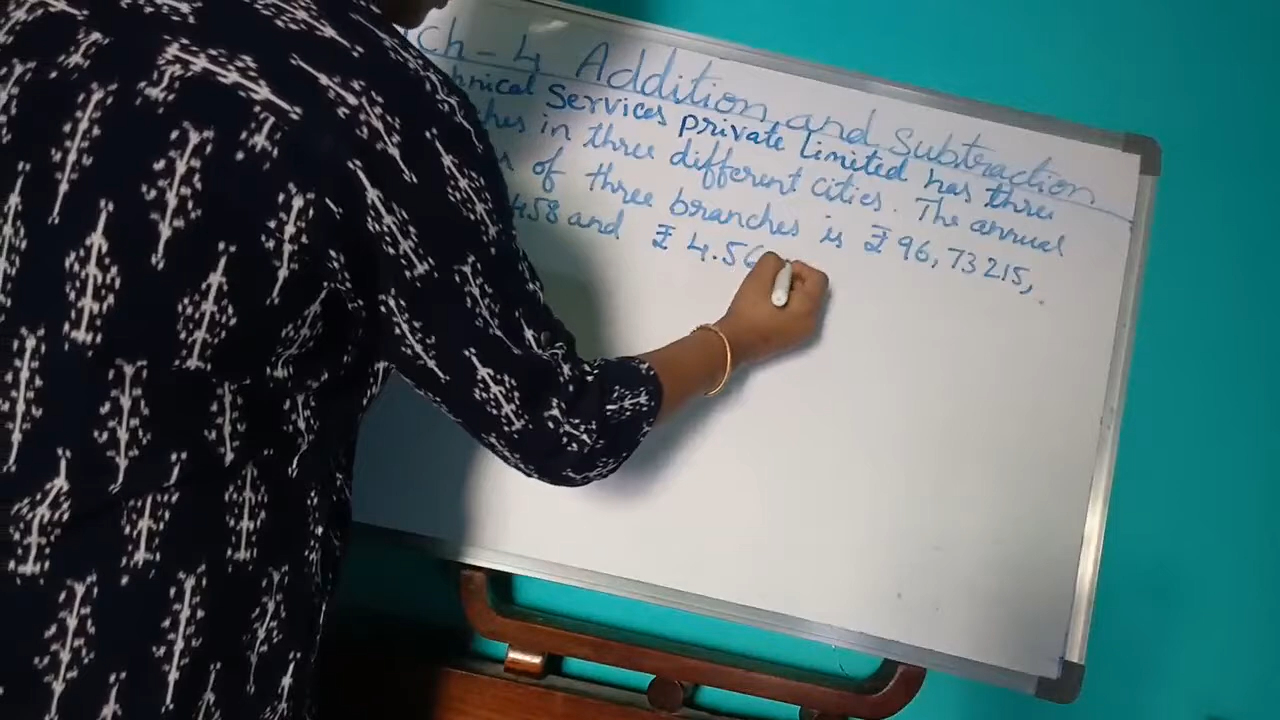 Ch - 4 Addition and Subtraction
Services private limited has three
in three different cities. The annual
of three branches is ₹ 96,73215,
458 and ₹ 4.56